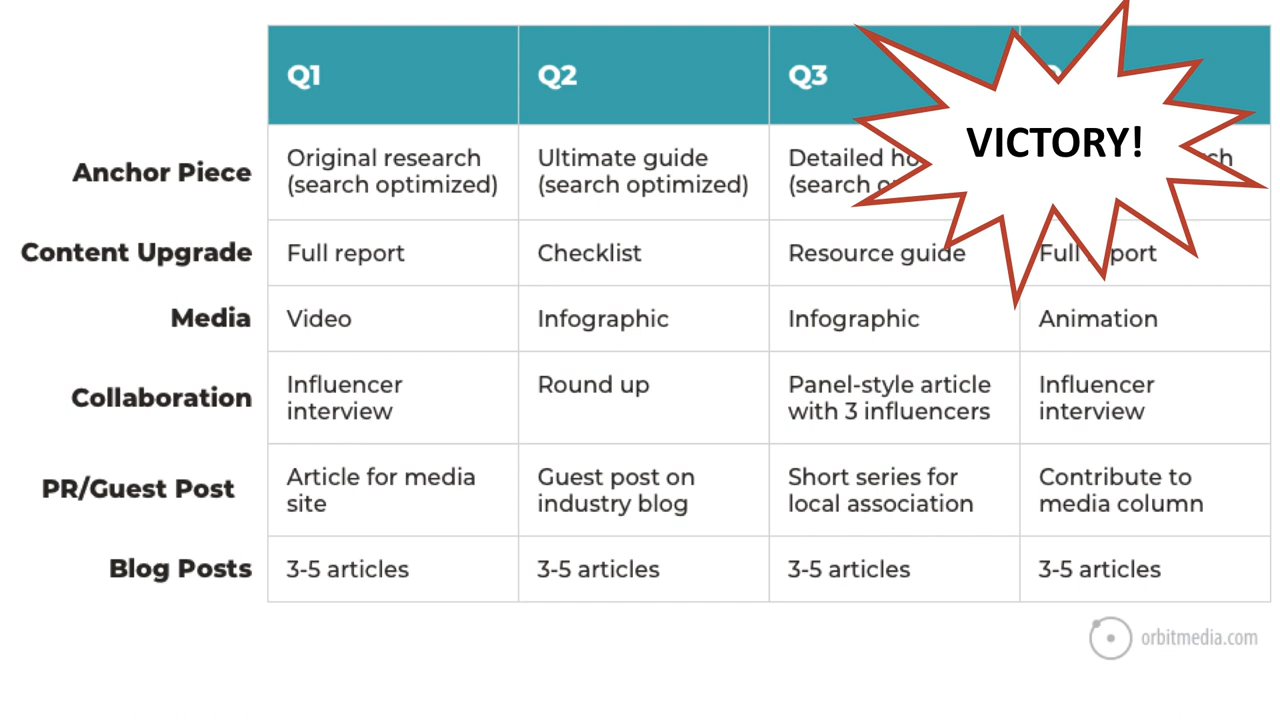 Q1 Q2 Q3
VICTORY!
Anchor Piece Original research Ultimate guide Detailed
(search optimized) (search optimized) (search
Content Upgrade Full report Checklist Resource guide Full
Media Video Infographic Infographic Animation
Collaboration Influencer Round up Panel-style article Influencer
interview with 3 influencers interview
PR/Guest Post Article for media Guest post on Short series for Contribute to
site industry blog local association media column
Blog Posts 3-5 articles 3-5 articles 3-5 articles 3-5 articles
orbitmedia.com